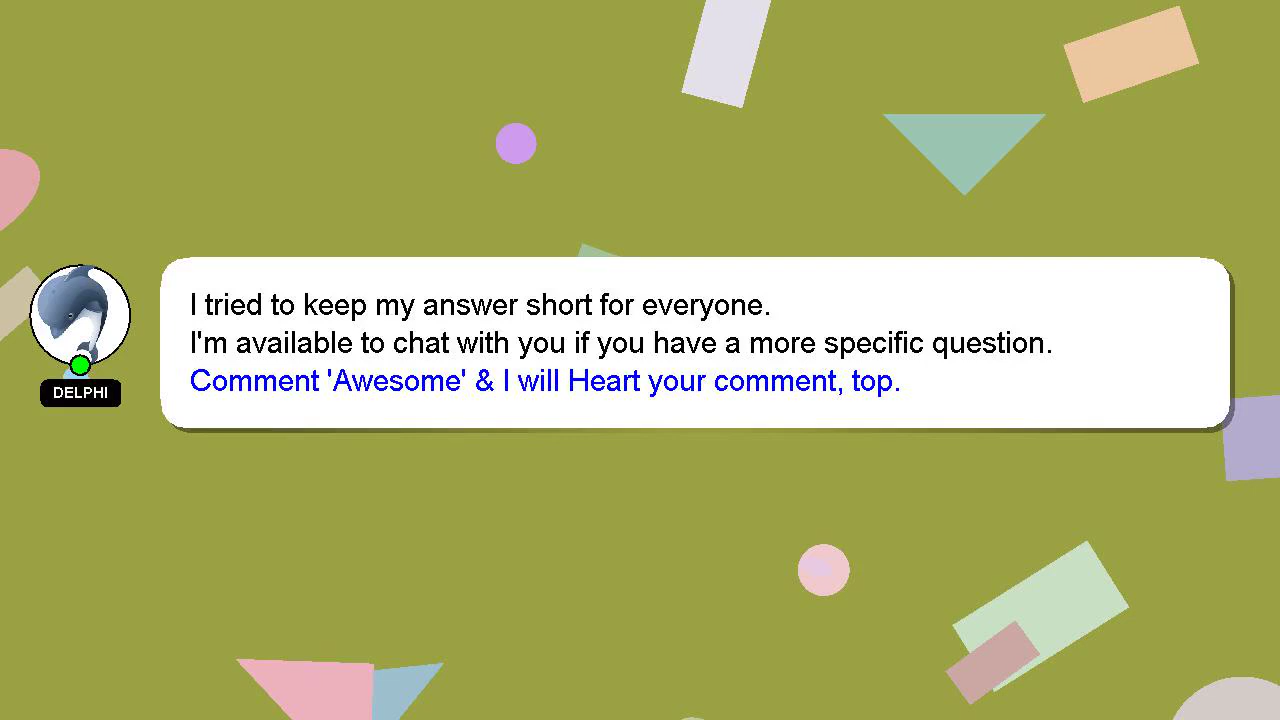 I tried to keep my answer short for everyone.
I'm available to chat with you if you have a more specific question.
Comment 'Awesome' & I will Heart your comment, top.
DELPHI